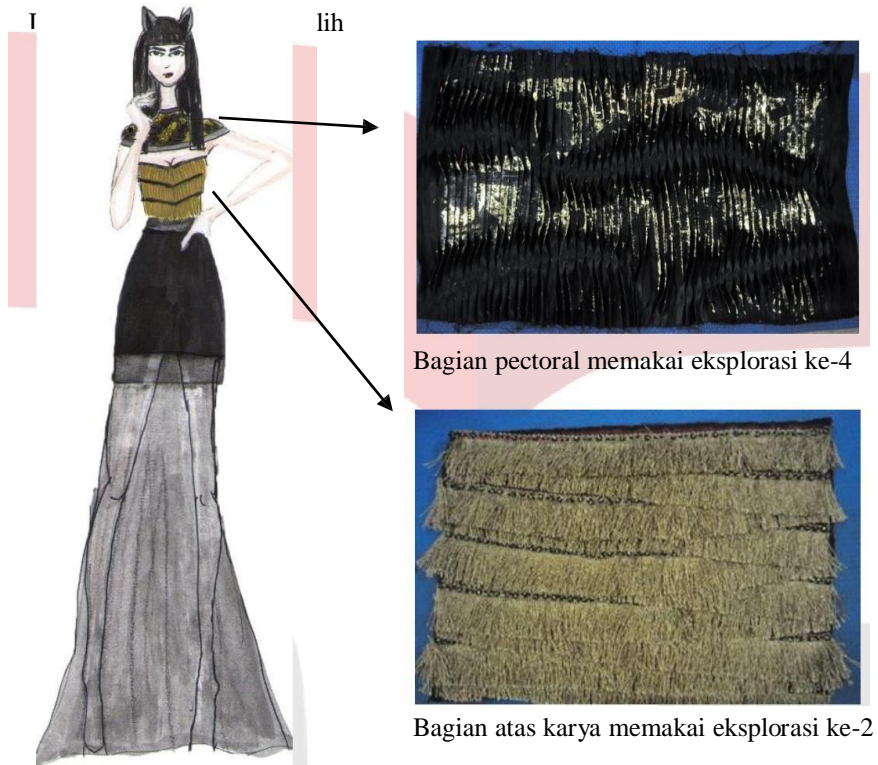 lih
Bagian pectoral memakai eksplorasi ke-4
Bagian atas karya memakai eksplorasi ke-2